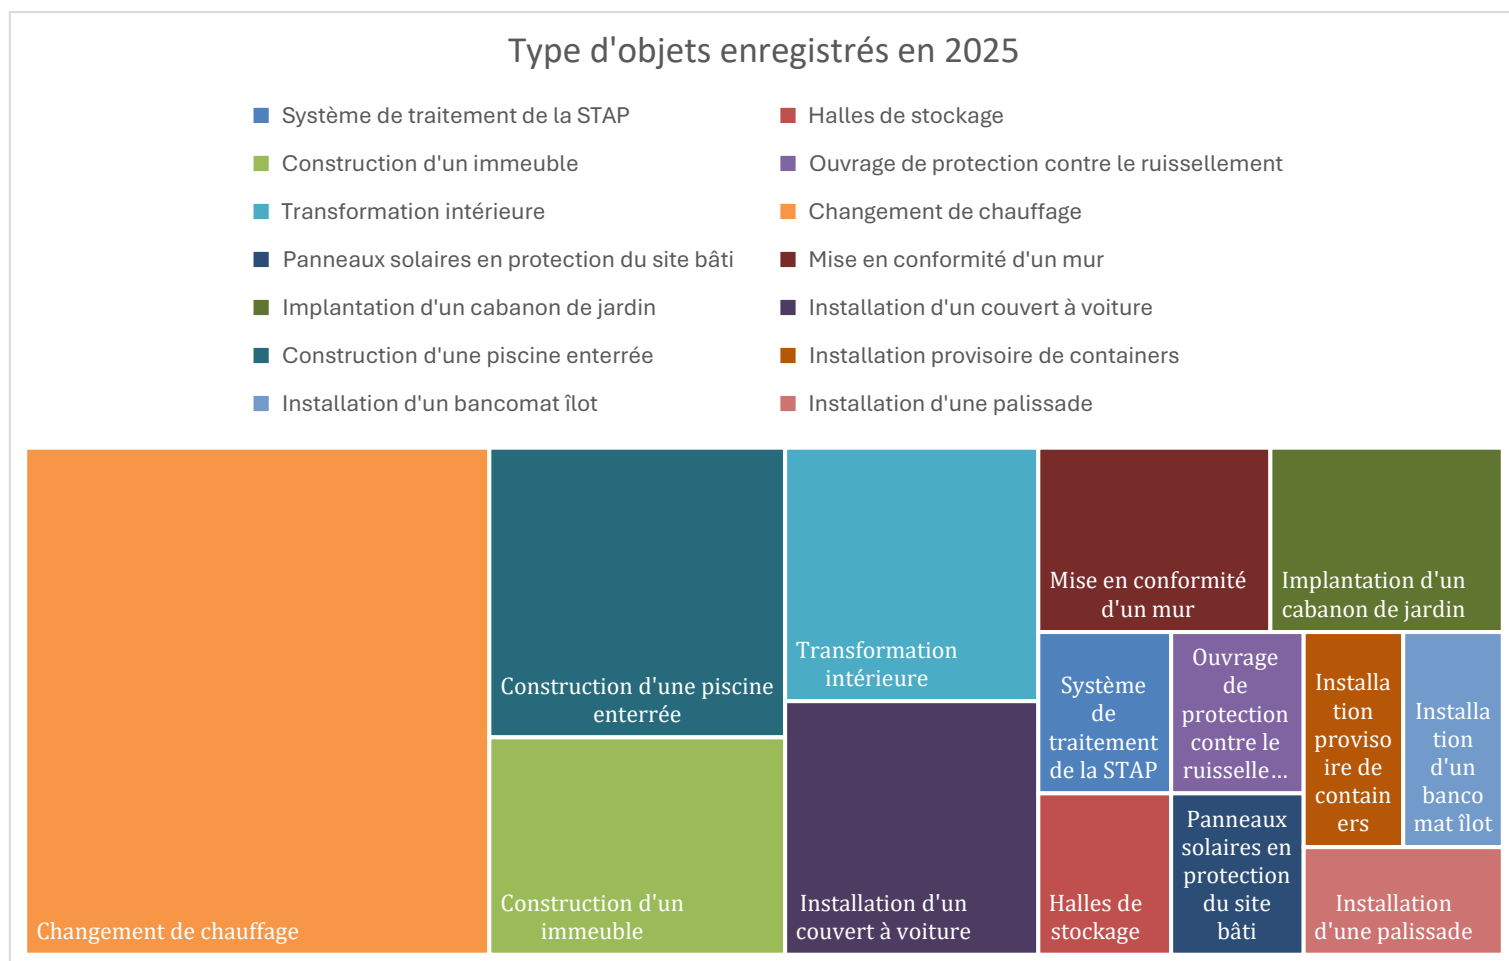 Type d'objets enregistrés en 2025
Système de traitement de la STAP
Halles de stockage
Construction d'un immeuble
Ouvrage de protection contre le ruissellement
Transformation intérieure
Changement de chauffage
Panneaux solaires en protection du site bâti
Mise en conformité d'un mur
Implantation d'un cabanon de jardin
Installation d'un couvert à voiture
Construction d'une piscine enterrée
Installation provisoire de containers
Installation d'un bancomat îlot
Installation d'une palissade
Changement de chauffage
Construction d'une piscine
enterrée
Construction d'un
immeuble
Transformation
intérieure
Installation d'un
couvert à voiture
Mise en conformité
d'un mur
Implantation d'un
cabanon de jardin
Système
de
traitement
de la STAP
Ouvrage
de
protection
contre le
ruisselle...
Installa
tion
proviso
ire de
contain
ers
Installa
tion
d'un
banco
mat îlot
Halles de
stockage
Panneaux
solaires en
protection
du site
bâti
Installation
d'une palissade